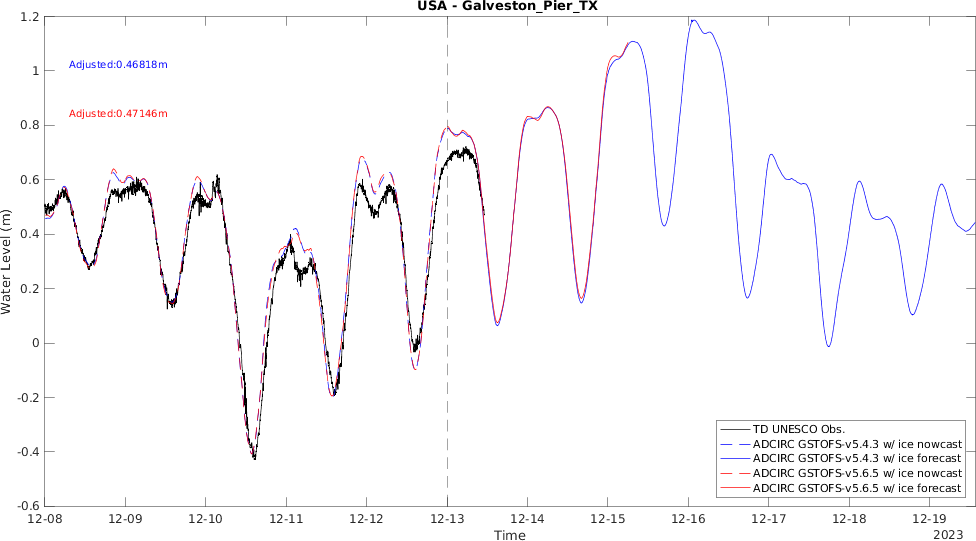 USA - Galveston_Pier_TX
1.2
1
0.8
0.6
0.4
0.2
0
-0.2
-0.4
-0.6
Water Level (m)
Adjusted:0.46818m
Adjusted:0.47146m
TD UNESCO Obs.
ADCIRC GSTOFS-v5.4.3 w/ ice nowcast
ADCIRC GSTOFS-v5.4.3 w/ ice forecast
ADCIRC GSTOFS-v5.6.5 w/ ice nowcast
ADCIRC GSTOFS-v5.6.5 w/ ice forecast
12-08 12-09 12-10 12-11 12-12 12-13 12-14 12-15 12-16 12-17 12-18 12-19
2023
Time